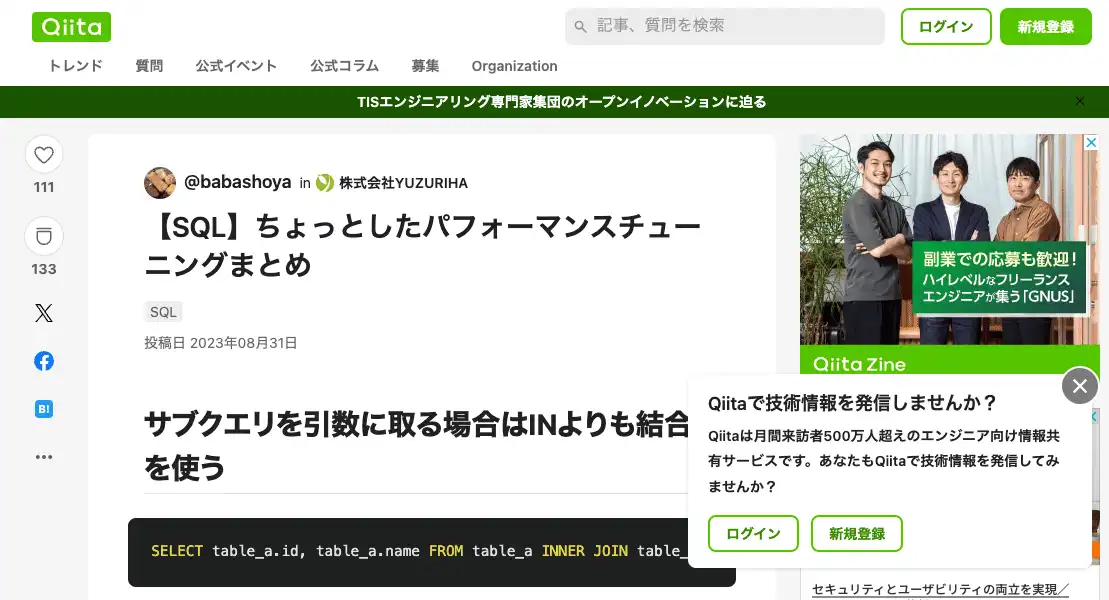 Qiita
記事、質問を検索
ログイン
新規登録
トレンド
質問
公式イベント
公式コラム
募集
Organization
TISエンジニアリング専門家集団のオープンイノベーションに迫る
111
133
B!
@babashoya in 株式会社YUZURIHA
【SQL】ちょっとしたパフォーマンスチュー
ニングまとめ
SQL
投稿日 2023年08月31日
サブクエリを引数に取る場合はINよりも結合
を使う
SELECT table_a.id, table_a.name FROM table_a INNER JOIN table_
副業での応募も歓迎！
ハイレベルなフリーランス
エンジニアが集う「GNUS」
Qiita Zine
Qiitaで技術情報を発信しませんか？
Qiitaは月間来訪者500万人超えのエンジニア向け情報共
有サービスです。あなたもQiitaで技術情報を発信してみ
ませんか？
ログイン
新規登録
セキュリティとユーザビリティの両立を実現／